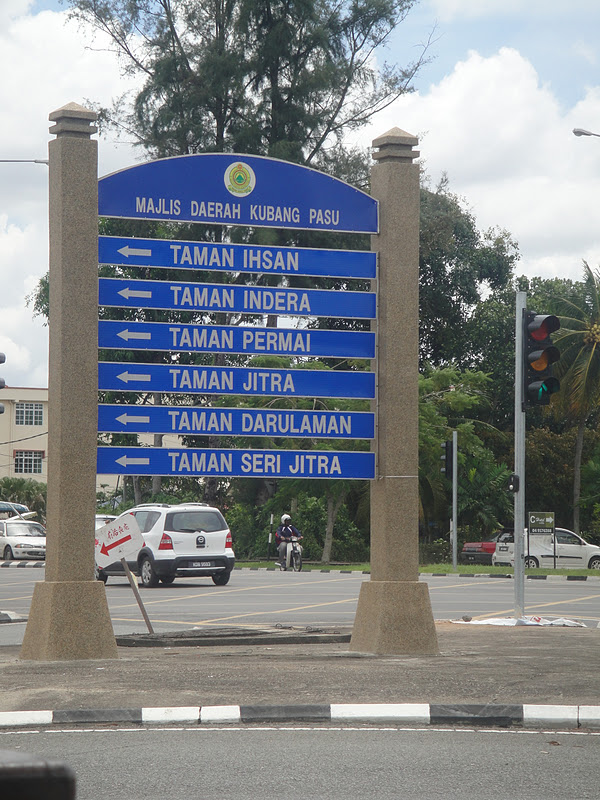 MAJLIS DAERAH KUBANG PASU
TAMAN IHSAN
TAMAN INDERA
TAMAN PERMAI
TAMAN JITRA
TAMAN DARULAMAN
TAMAN SERI JITRA